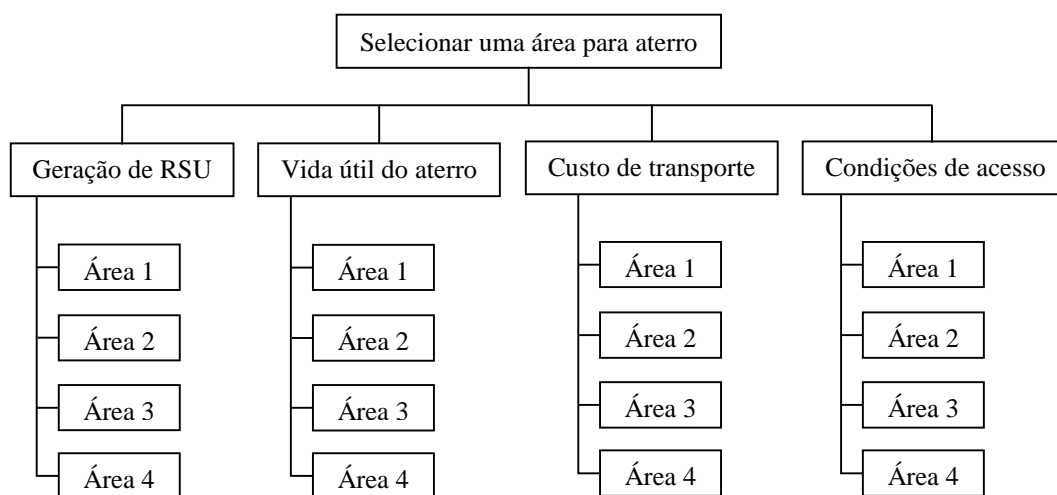 Selecionar uma área para aterro
Geração de RSU
Vida útil do aterro
Custo de transporte
Condições de acesso
Área 1
Área 2
Área 3
Área 4
Área 1
Área 2
Área 3
Área 4
Área 1
Área 2
Área 3
Área 4
Área 1
Área 2
Área 3
Área 4